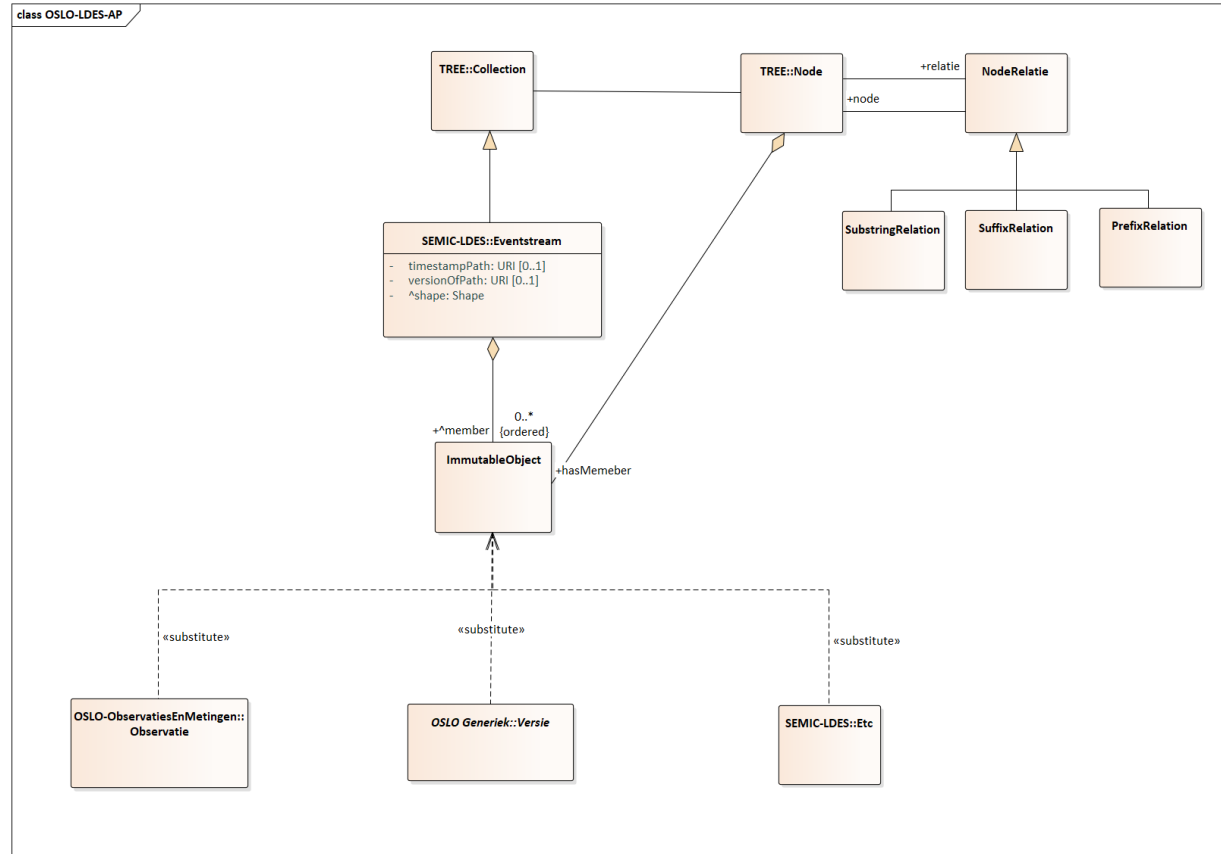 class OSLO-LDES-AP
TREE::Collection
TREE::Node
+relatie
+node
NodeRelatie
SubstringRelation
SuffixRelation
PrefixRelation
SEMIC-LDES::Eventstream
- timestampPath: URI [0..1]
- versionOfPath: URI [0..1]
- ^shape: Shape
0..*
+^member
{ordered}
ImmutableObject
+hasMemeber
«substitute»
«substitute»
«substitute»
OSLO-ObservatiesEnMetingen::
Observatie
OSLO Generiek::Versie
SEMIC-LDES::Etc